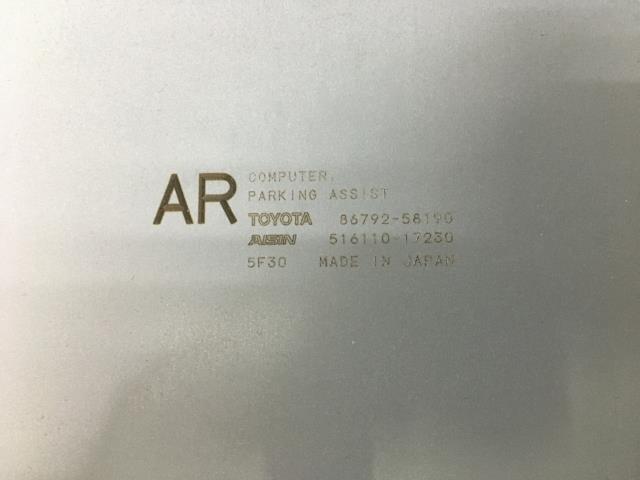 AR
COMPUTER,
PARKING ASSIST
TOYOTA 86792-58190
AISIN 516110-17230
5F30 MADE IN JAPAN